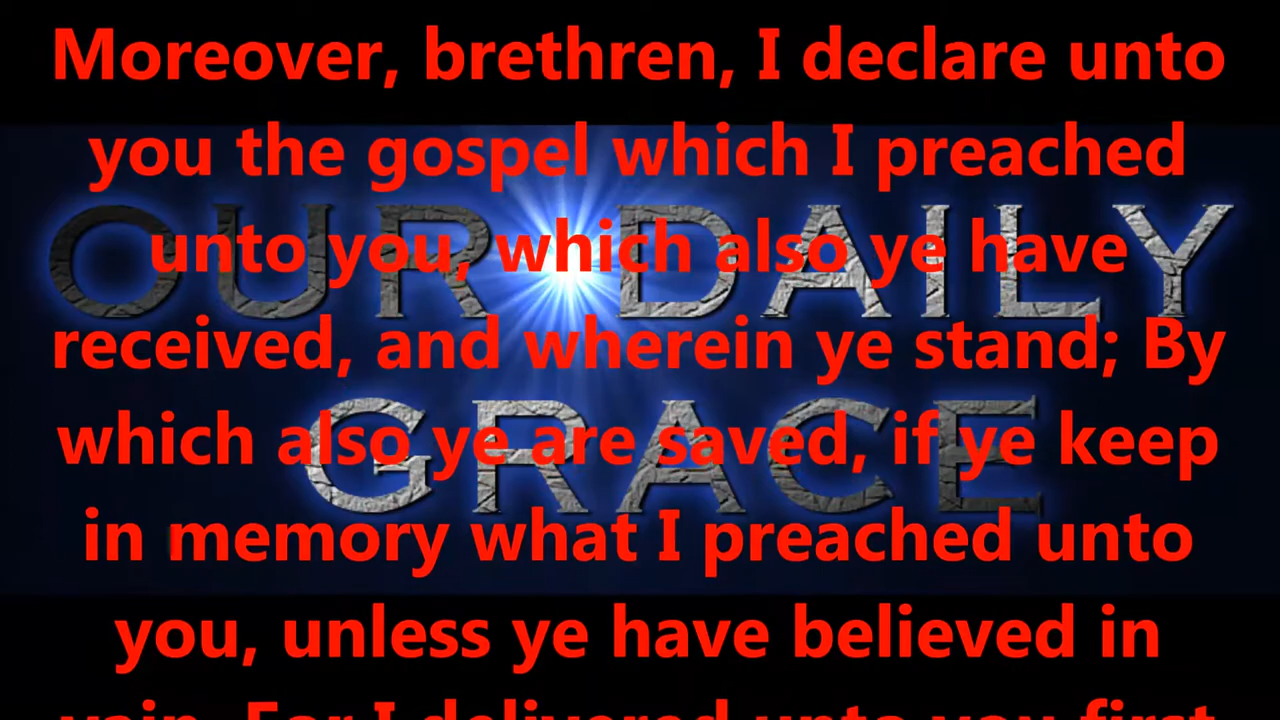 Moreover, brethren, I declare unto
you the gospel which I preached
unto you, which also ye have
OUR DAILY
received, and wherein ye stand; By
which also ye are saved, if ye keep
GRACE
in memory what I preached unto
you, unless ye have believed in
vain. For I delivered unto you first